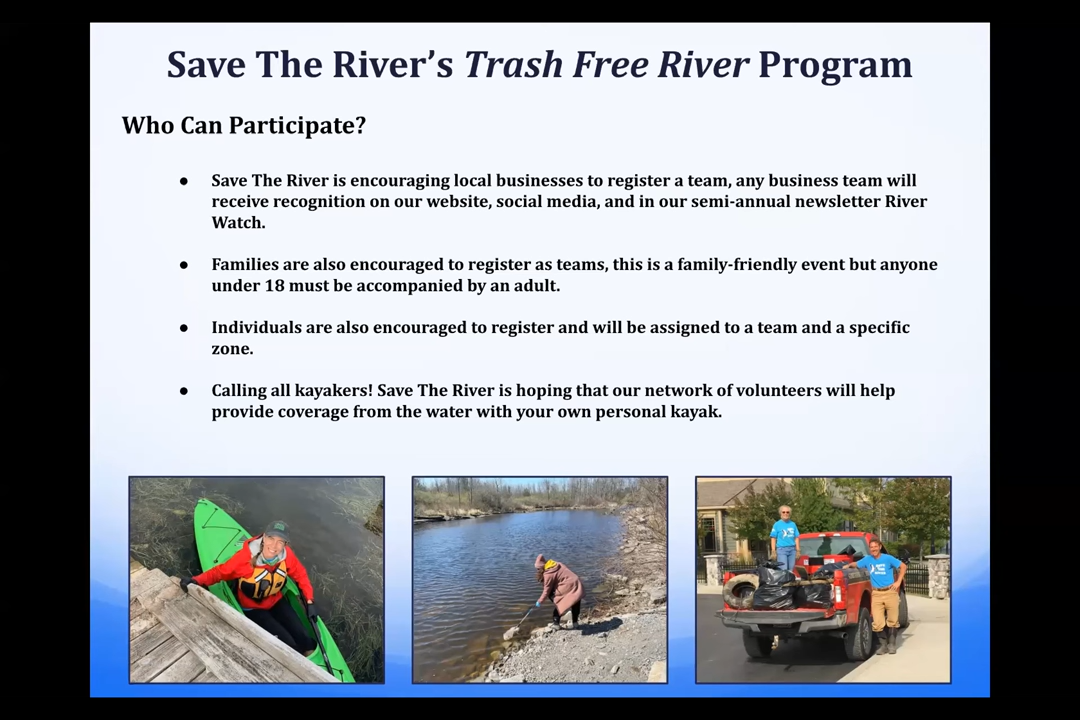 Save The River's Trash Free River Program
Who Can Participate?
● Save The River is encouraging local businesses to register a team, any business team will
receive recognition on our website, social media, and in our semi-annual newsletter River
Watch.
● Families are also encouraged to register as teams, this is a family-friendly event but anyone
under 18 must be accompanied by an adult.
● Individuals are also encouraged to register and will be assigned to a team and a specific
zone.
● Calling all kayakers! Save The River is hoping that our network of volunteers will help
provide coverage from the water with your own personal kayak.